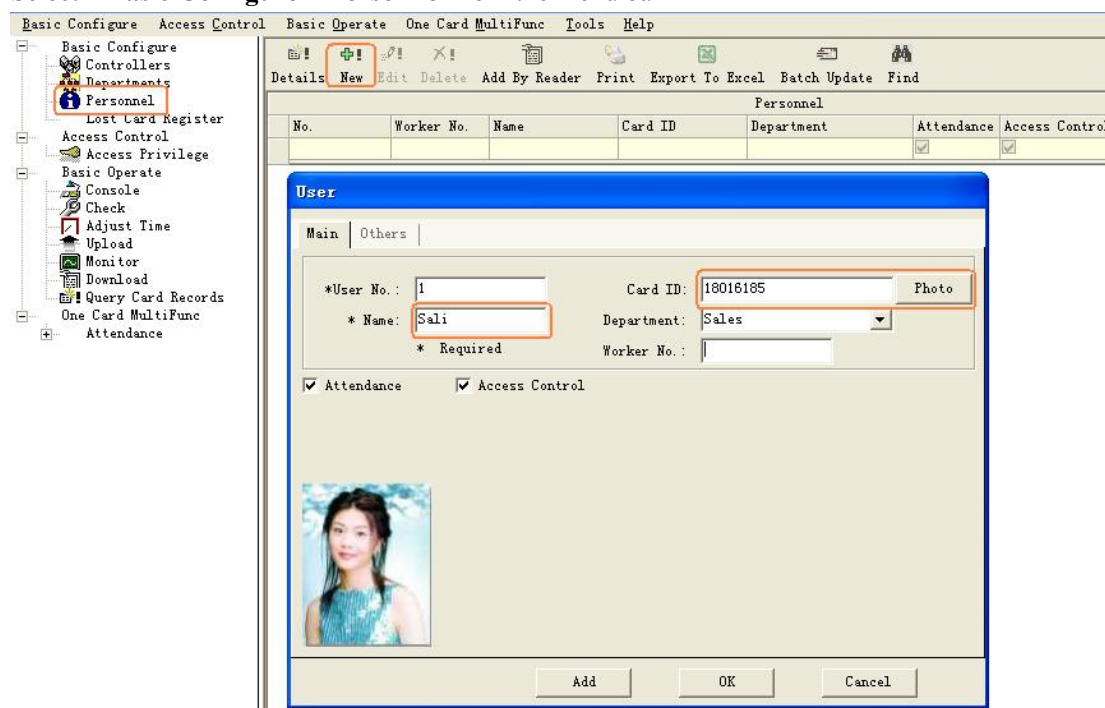 Basic Configure Access Control Basic Operate One Card MultiFunc Tools Help
Basic Configure
Controllers
Departments
Personnel
Lost Card Register
Access Control
Access Privilege
Basic Operate
Console
Check
Adjust Time
Upload
Monitor
Download
Query Card Records
One Card MultiFunc
Attendance
Details New Edit Delete Add By Reader Print Export To Excel Batch Update Find
Personnel
No. Worker No. Name Card ID Department Attendance Access Control
User
Main Others
*User No.: 1 Card ID: 18016185 Photo
* Name: Sali Department: Sales
* Required Worker No.:
Attendance Access Control
Add OK Cancel